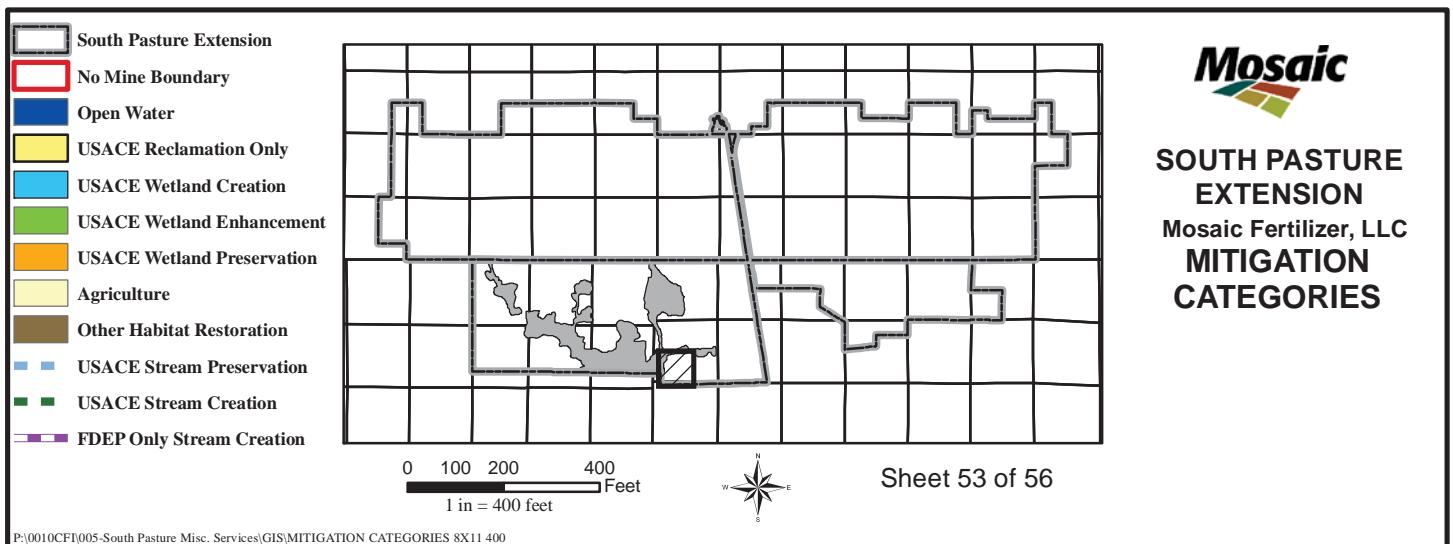 South Pasture Extension
No Mine Boundary
Open Water
USACE Reclamation Only
USACE Wetland Creation
USACE Wetland Enhancement
USACE Wetland Preservation
Agriculture
Other Habitat Restoration
USACE Stream Preservation
USACE Stream Creation
FDEP Only Stream Creation
0 100 200 400
Feet
1 in = 400 feet
N
W E
S
Sheet 53 of 56
Mosaic
SOUTH PASTURE
EXTENSION
Mosaic Fertilizer, LLC
MITIGATION
CATEGORIES
P:\0010CFI\005-South Pasture Misc. Services\GIS\MITIGATION CATEGORIES 8X11 400